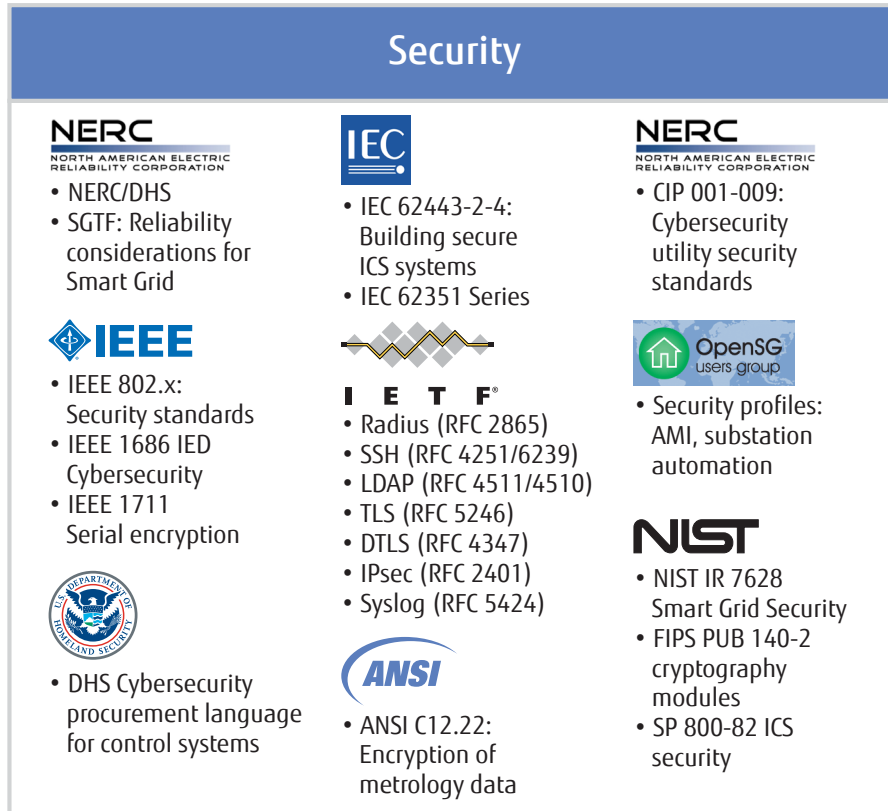 Security
NERC
NORTH AMERICAN ELECTRIC
RELIABILITY CORPORATION
• NERC/DHS
• SGTF: Reliability
considerations for
Smart Grid
IEEE
• IEEE 802.x:
Security standards
• IEEE 1686 IED
Cybersecurity
• IEEE 1711
Serial encryption
U.S. DEPARTMENT OF
HOMELAND SECURITY
• DHS Cybersecurity
procurement language
for control systems
IEC
• IEC 62443-2-4:
Building secure
ICS systems
• IEC 62351 Series
I E T F®
• Radius (RFC 2865)
• SSH (RFC 4251/6239)
• LDAP (RFC 4511/4510)
• TLS (RFC 5246)
• DTLS (RFC 4347)
• IPsec (RFC 2401)
• Syslog (RFC 5424)
ANSI
• ANSI C12.22:
Encryption of
metrology data
NERC
NORTH AMERICAN ELECTRIC
RELIABILITY CORPORATION
• CIP 001-009:
Cybersecurity
utility security
standards
OpenSG
users group
• Security profiles:
AMI, substation
automation
NIST
• NIST IR 7628
Smart Grid Security
• FIPS PUB 140-2
cryptography
modules
• SP 800-82 ICS
security